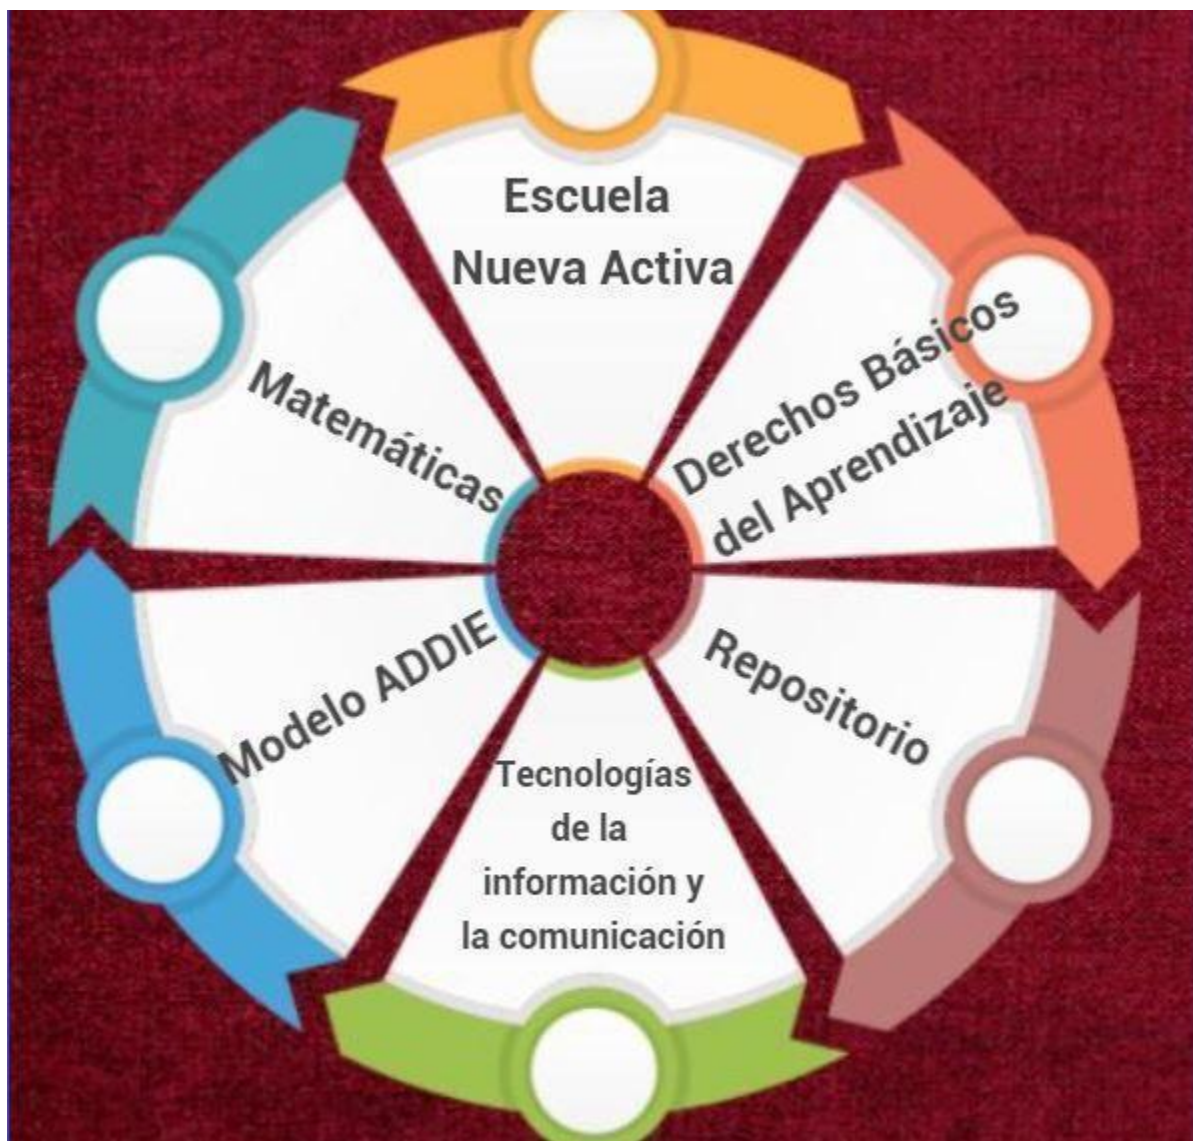 Escuela
Nueva Activa
Derechos Básicos
del Aprendizaje
Repositorio
Tecnologías
de la
información y
la comunicación
Modelo ADDIE
Matemáticas